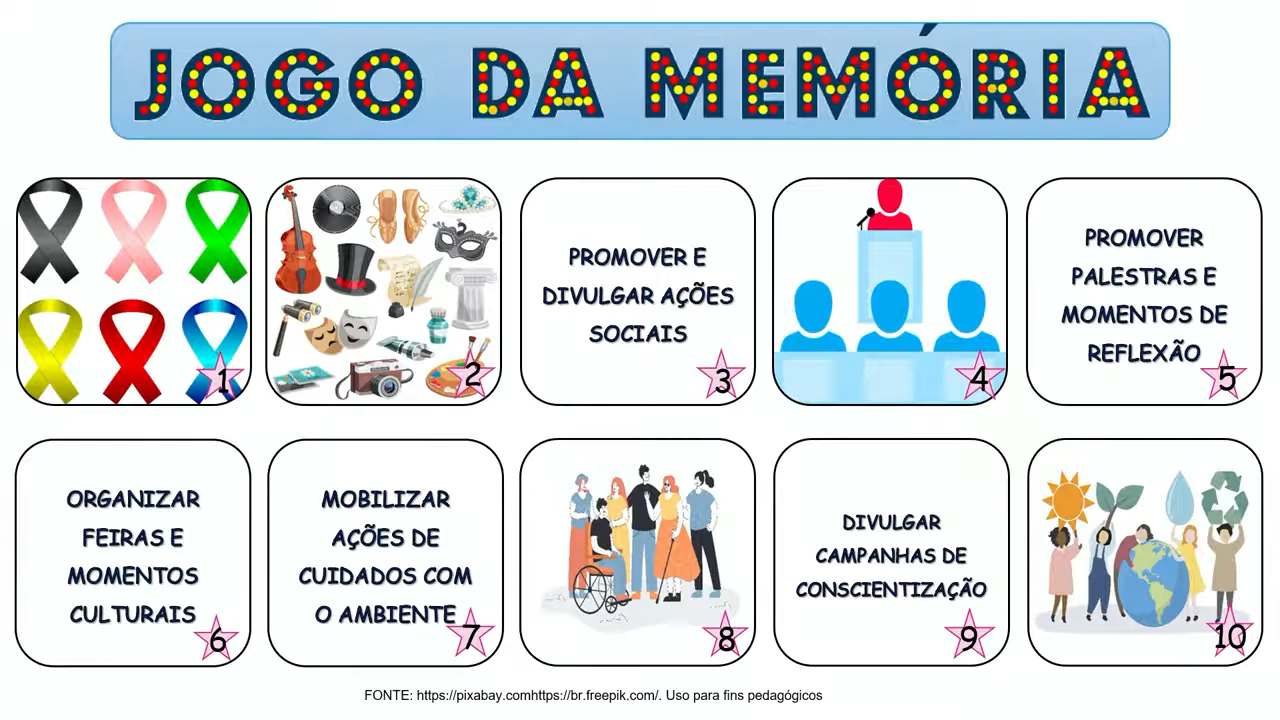 JOGO DA MEMÓRIA
1
2
PROMOVER E
DIVULGAR AÇÕES
SOCIAIS
3
4
PROMOVER
PALESTRAS E
MOMENTOS DE
REFLEXÃO
5
ORGANIZAR
FEIRAS E
MOMENTOS
CULTURAIS
6
MOBILIZAR
AÇÕES DE
CUIDADOS COM
O AMBIENTE
7
8
DIVULGAR
CAMPANHAS DE
CONSCIENTIZAÇÃO
9
10
FONTE: https://pixabay.comhttps://br.freepik.com/. Uso para fins pedagógicos